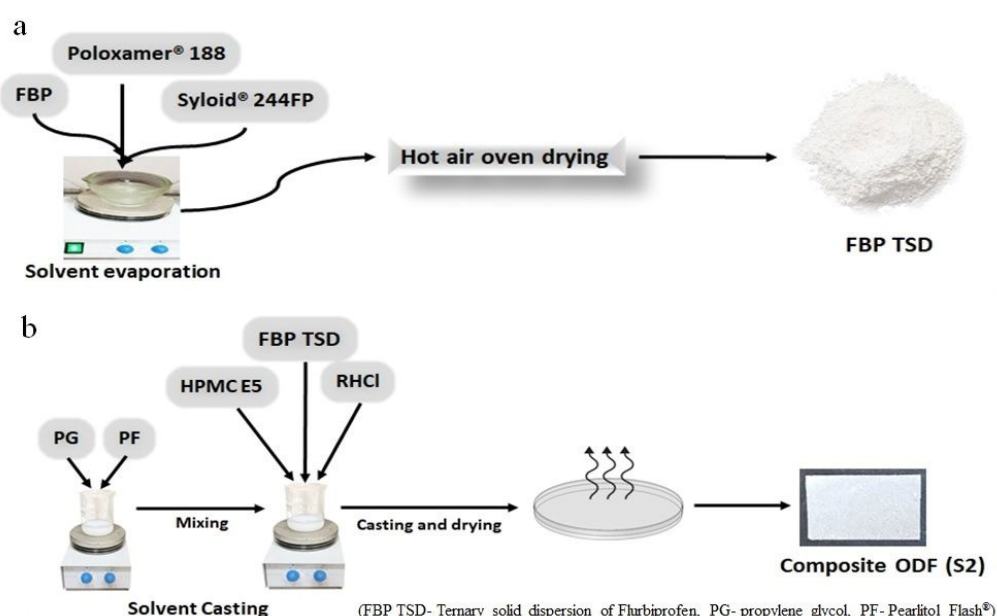 a
Poloxamer® 188
FBP
Syloid® 244FP
Hot air oven drying
FBP TSD
Solvent evaporation
b
FBP TSD
HPMC E5
RHCl
PG
PF
Mixing
Casting and drying
Composite ODF (S2)
Solvent Casting
(FBP TSD- Ternary solid dispersion of Flurbiprofen, PG- propylene glycol, PF- Pearlitol Flash®)